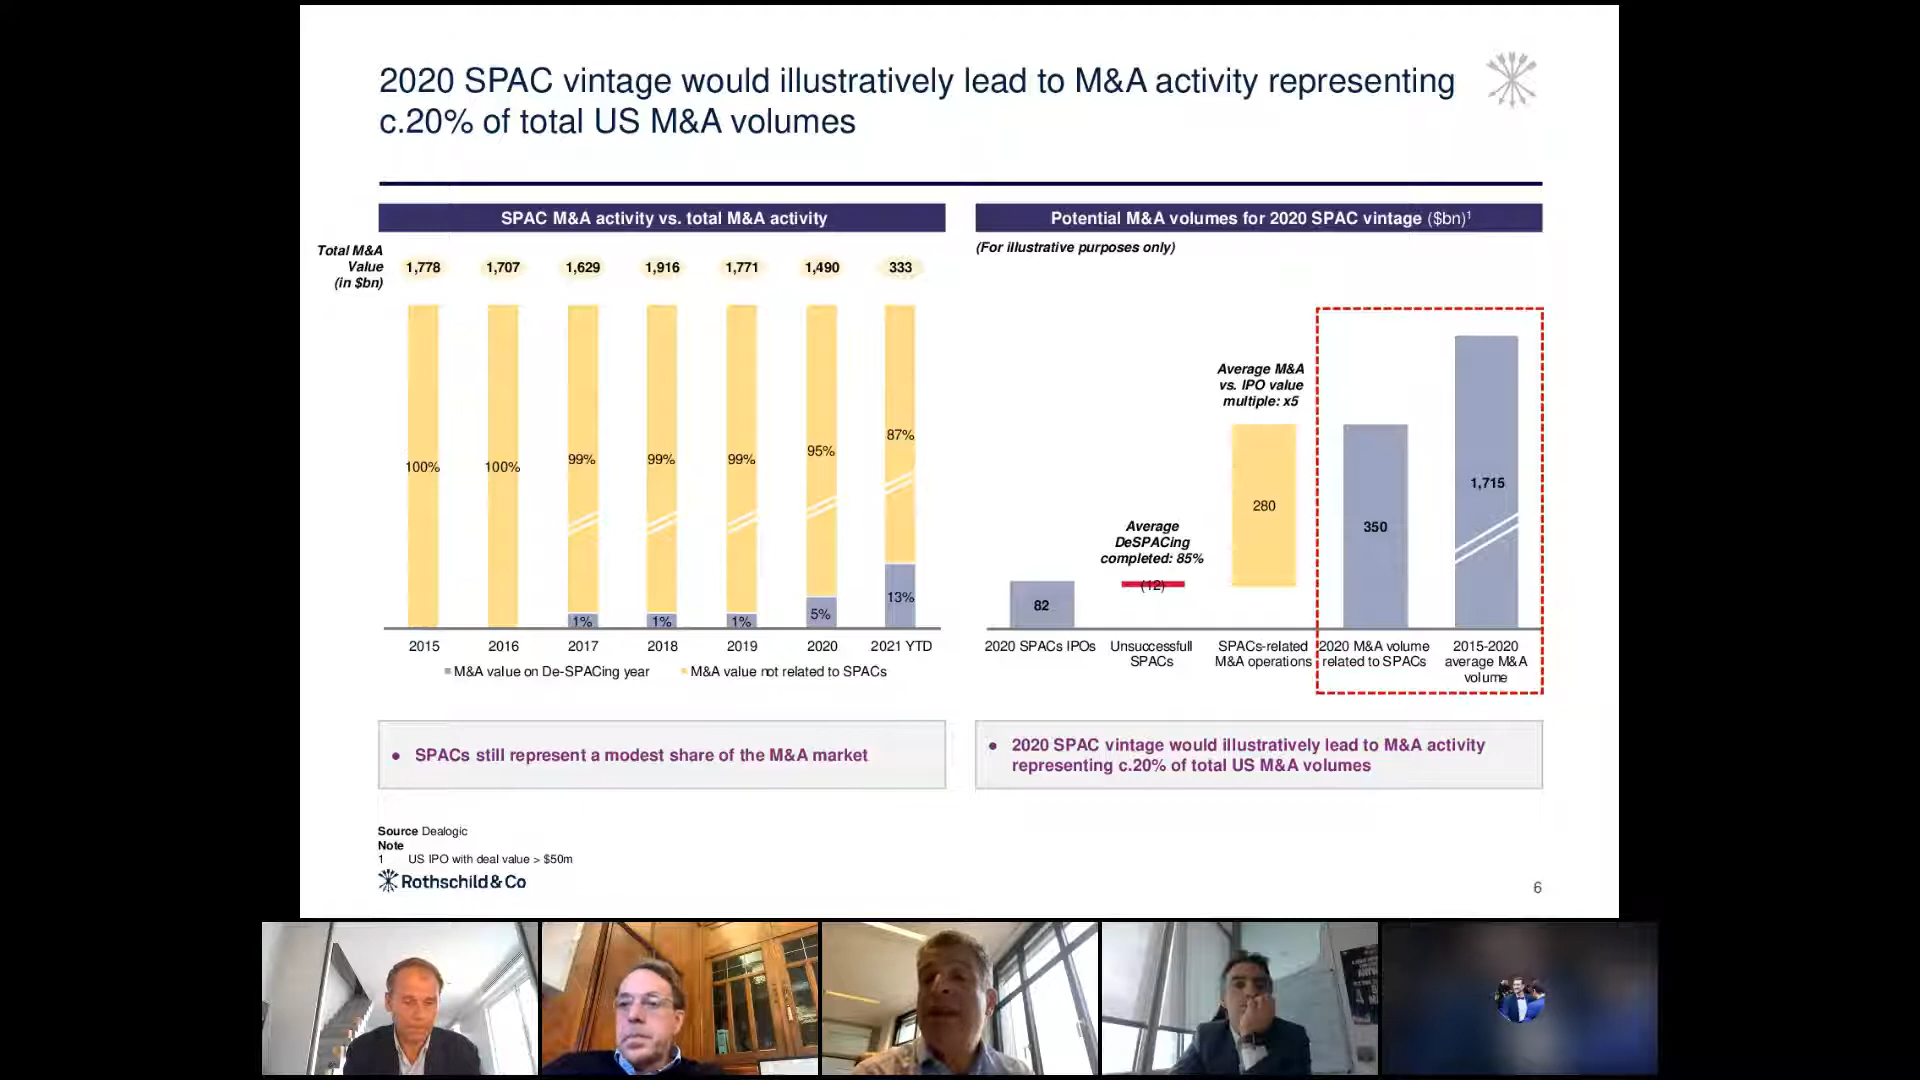 2020 SPAC vintage would illustratively lead to M&A activity representing
c.20% of total US M&A volumes
SPAC M&A activity vs. total M&A activity
Total M&A
Value
(in $bn)
1,778 1,707 1,629 1,916 1,771 1,490 333
100% 100% 99% 99% 99% 95% 87%
1% 1% 1% 5% 13%
2015 2016 2017 2018 2019 2020 2021 YTD
M&A value on De-SPACing year M&A value not related to SPACs
• SPACs still represent a modest share of the M&A market
Potential M&A volumes for 2020 SPAC vintage ($bn)1
(For illustrative purposes only)
Average M&A
vs. IPO value
multiple: x5
Average
DeSPACing
completed: 85%
82 (12) 280 350 1,715
2020 SPACs IPOs
Unsuccessfull
SPACs
SPACs-related
M&A operations
2020 M&A volume
related to SPACs
2015-2020
average M&A
volume
• 2020 SPAC vintage would illustratively lead to M&A activity
representing c.20% of total US M&A volumes
Source Dealogic
Note
1 US IPO with deal value > $50m
Rothschild & Co
6